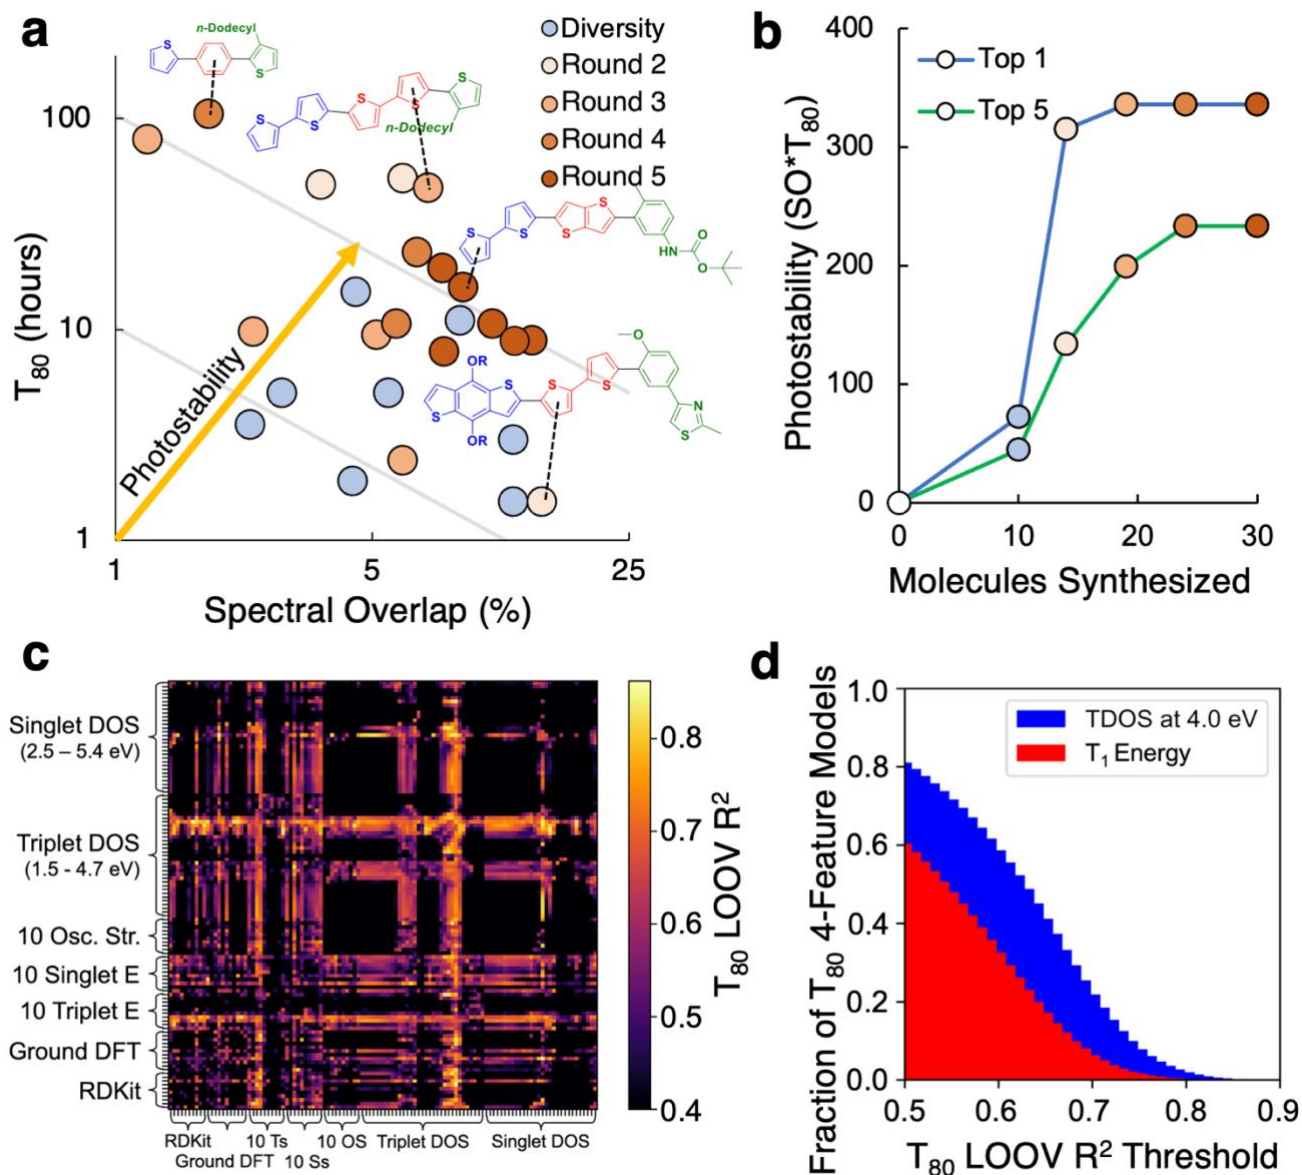 a
n-Dodecyl
S
S
S
S
S
S
S
n-Dodecyl
Diversity
Round 2
Round 3
Round 4
Round 5
S
S
S
S
HN
O
O
O
OR
S
S
OR
S
S
N
S
100
10
1
T80 (hours)
Photostability
1
5
25
Spectral Overlap (%)
b
Top 1
Top 5
400
300
200
100
0
Photostability (SO*T80)
0
10
20
30
Molecules Synthesized
c
Singlet DOS
(2.5 – 5.4 eV)
Triplet DOS
(1.5 - 4.7 eV)
10 Osc. Str.
10 Singlet E
10 Triplet E
Ground DFT
RDKit
RDKit
Ground DFT
10 Ts
10 Ss
10 OS
Triplet DOS
Singlet DOS
0.8
0.7
0.6
0.5
0.4
T80 LOOV R2
d
TDOS at 4.0 eV
T1 Energy
1.0
0.8
0.6
0.4
0.2
0.0
Fraction of T80 4-Feature Models
0.5
0.6
0.7
0.8
0.9
T80 LOOV R2 Threshold